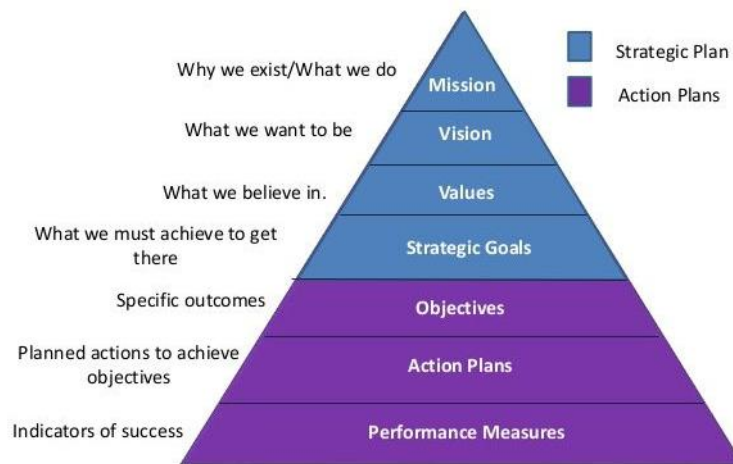 Strategic Plan
Action Plans
Why we exist/What we do
Mission
What we want to be
Vision
What we believe in.
Values
What we must achieve to get
there
Strategic Goals
Specific outcomes
Objectives
Planned actions to achieve
objectives
Action Plans
Indicators of success
Performance Measures